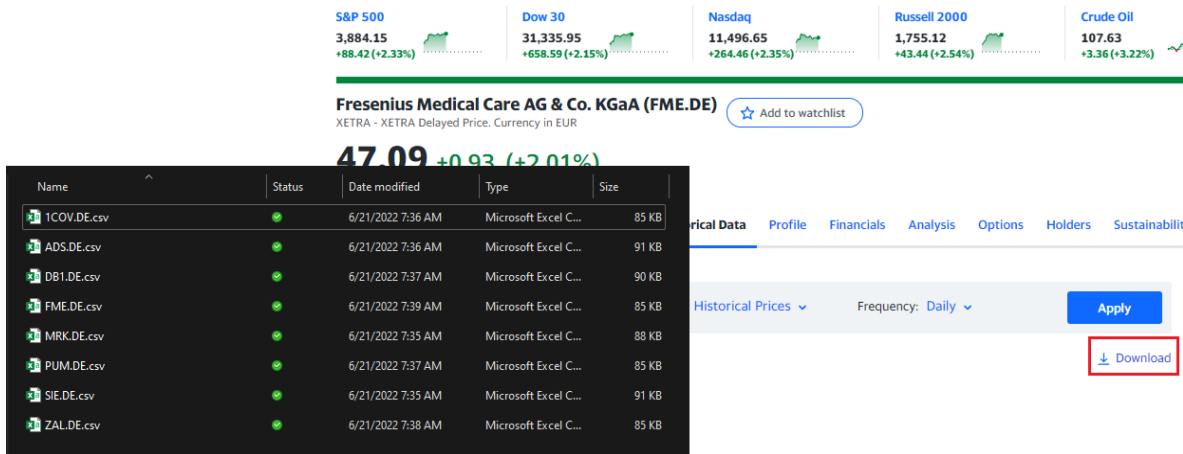 S&P 500 Dow 30 Nasdaq Russell 2000 Crude Oil
3,884.15 31,335.95 11,496.65 1,755.12 107.63
+88.42 (+2.33%) +658.59 (+2.15%) +264.46 (+2.35%) +43.44 (+2.54%) +3.36 (+3.22%)
Fresenius Medical Care AG & Co. KGaA (FME.DE) Add to watchlist
XETRA - XETRA Delayed Price. Currency in EUR
47.09 +0.93 (+2.01%)
Name Status Date modified Type Size
1COV.DE.csv 6/21/2022 7:36 AM Microsoft Excel C... 85 KB
ADS.DE.csv 6/21/2022 7:36 AM Microsoft Excel C... 91 KB
DB1.DE.csv 6/21/2022 7:37 AM Microsoft Excel C... 90 KB
FME.DE.csv 6/21/2022 7:39 AM Microsoft Excel C... 85 KB
MRK.DE.csv 6/21/2022 7:35 AM Microsoft Excel C... 88 KB
PUM.DE.csv 6/21/2022 7:37 AM Microsoft Excel C... 85 KB
SIE.DE.csv 6/21/2022 7:35 AM Microsoft Excel C... 91 KB
ZAL.DE.csv 6/21/2022 7:38 AM Microsoft Excel C... 85 KB
rical Data Profile Financials Analysis Options Holders Sustainabilit
Historical Prices Frequency: Daily Apply
Download